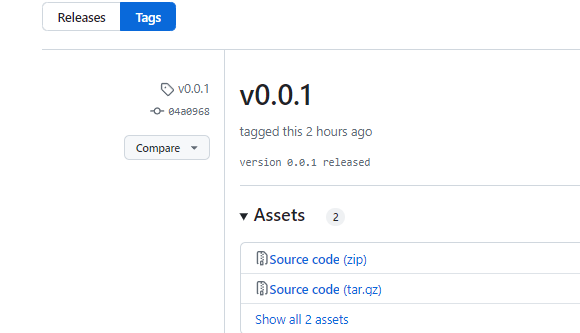 Releases Tags
v0.0.1
04a0968
Compare
v0.0.1
tagged this 2 hours ago
version 0.0.1 released
Assets 2
Source code (zip)
Source code (tar.gz)
Show all 2 assets